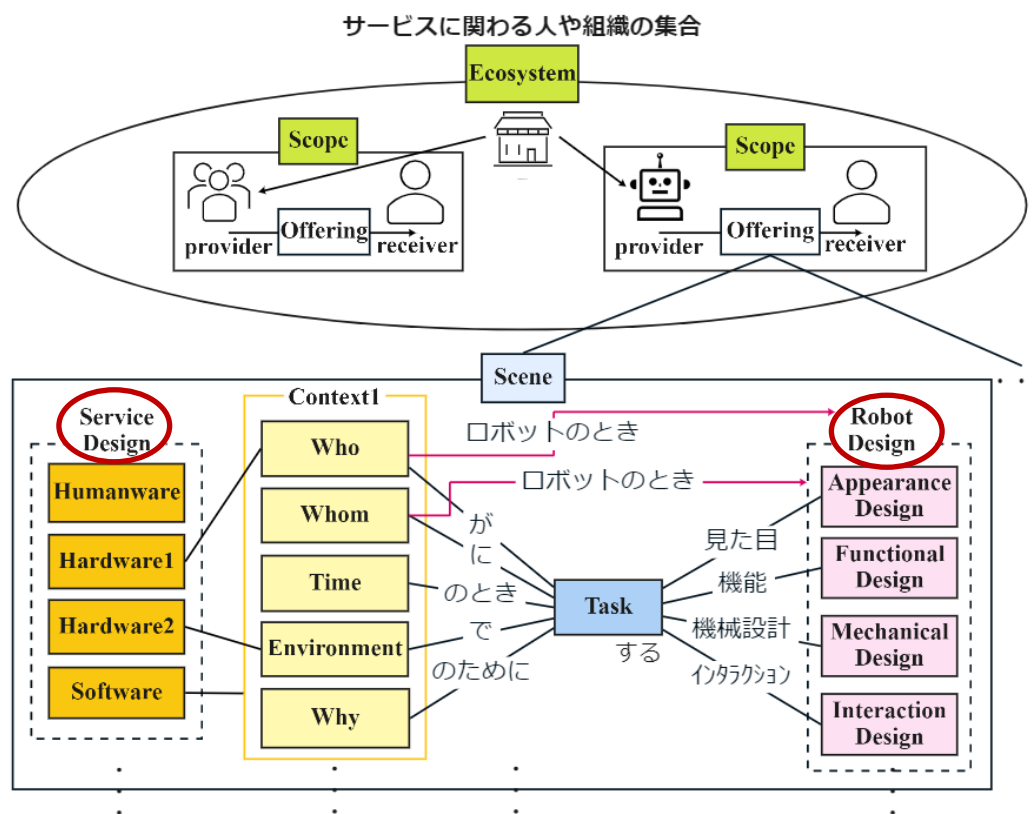 サービスに関わる人や組織の集合
Ecosystem
Scope
Scope
Offering
provider
receiver
Offering
provider
receiver
Scene
Service
Design
Humanware
Hardware1
Hardware2
Software
Context1
Who
Whom
Time
Environment
Why
ロボットのとき
ロボットのとき
が
に
のとき
で
のために
Task
する
見た目
機能
機械設計
インタラクション
Robot
Design
Appearance
Design
Functional
Design
Mechanical
Design
Interaction
Design